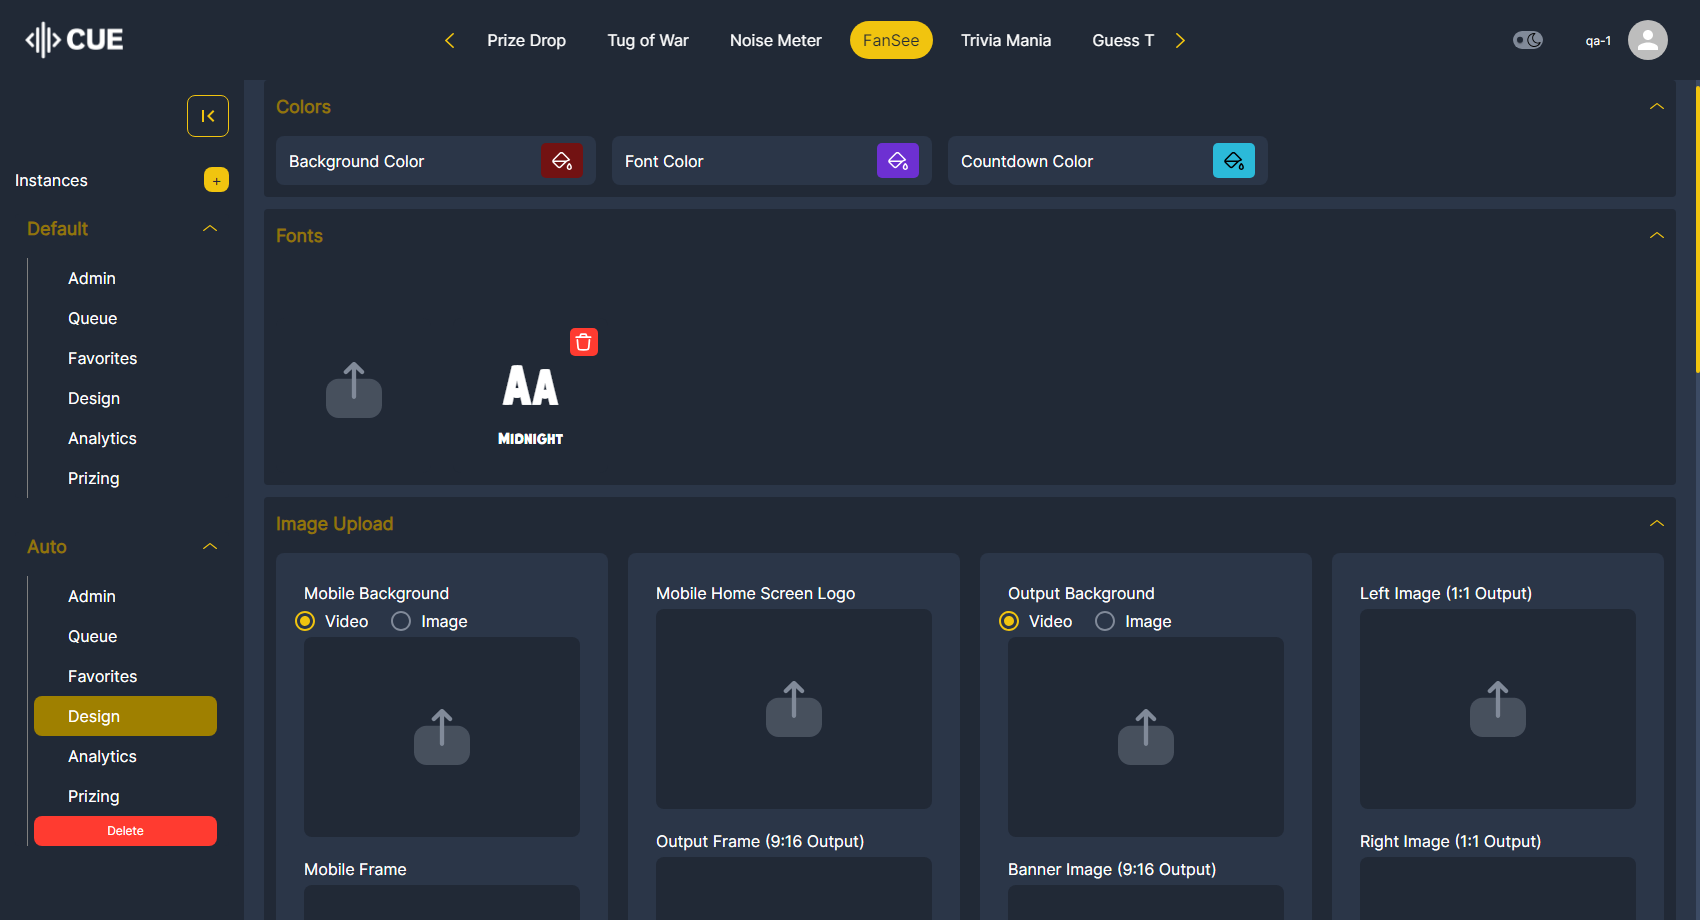 CUE
Prize Drop
Tug of War
Noise Meter
FanSee
Trivia Mania
Guess T
qa-1
Instances
+
Default
Admin
Queue
Favorites
Design
Analytics
Prizing
Auto
Admin
Queue
Favorites
Design
Analytics
Prizing
Delete
Colors
Background Color
Font Color
Countdown Color
Fonts
AA
MIDNIGHT
Image Upload
Mobile Background
Video
Image
Mobile Frame
Mobile Home Screen Logo
Output Frame (9:16 Output)
Output Background
Video
Image
Banner Image (9:16 Output)
Left Image (1:1 Output)
Right Image (1:1 Output)